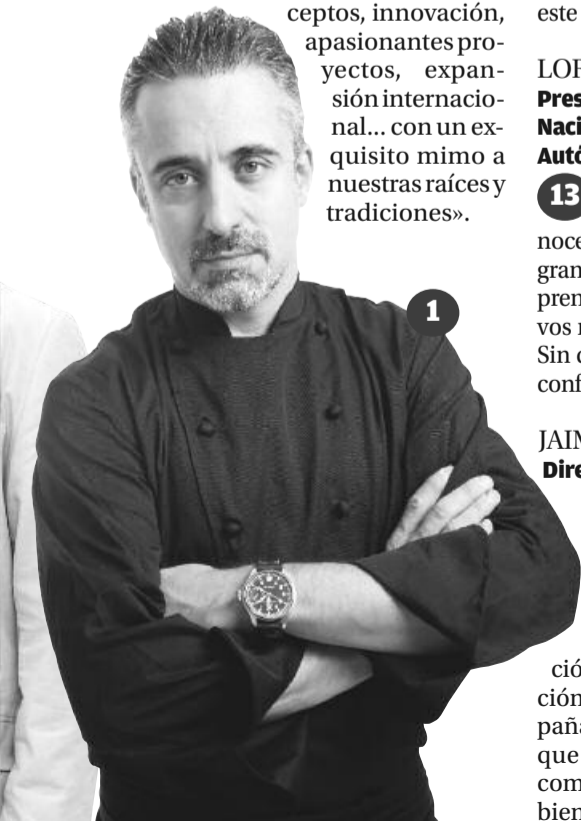 ceptos, innovación,
apasionantes pro-
yectos, expan-
sión internacio-
nal... con un ex-
quisito mimo a
nuestras raíces y
tradiciones».
1
este
Pres
Naci
Autó
13
noce
gran
pren
vos
Sin
conf
JAIM
Dire
ció
ción
paña
que
com
bien